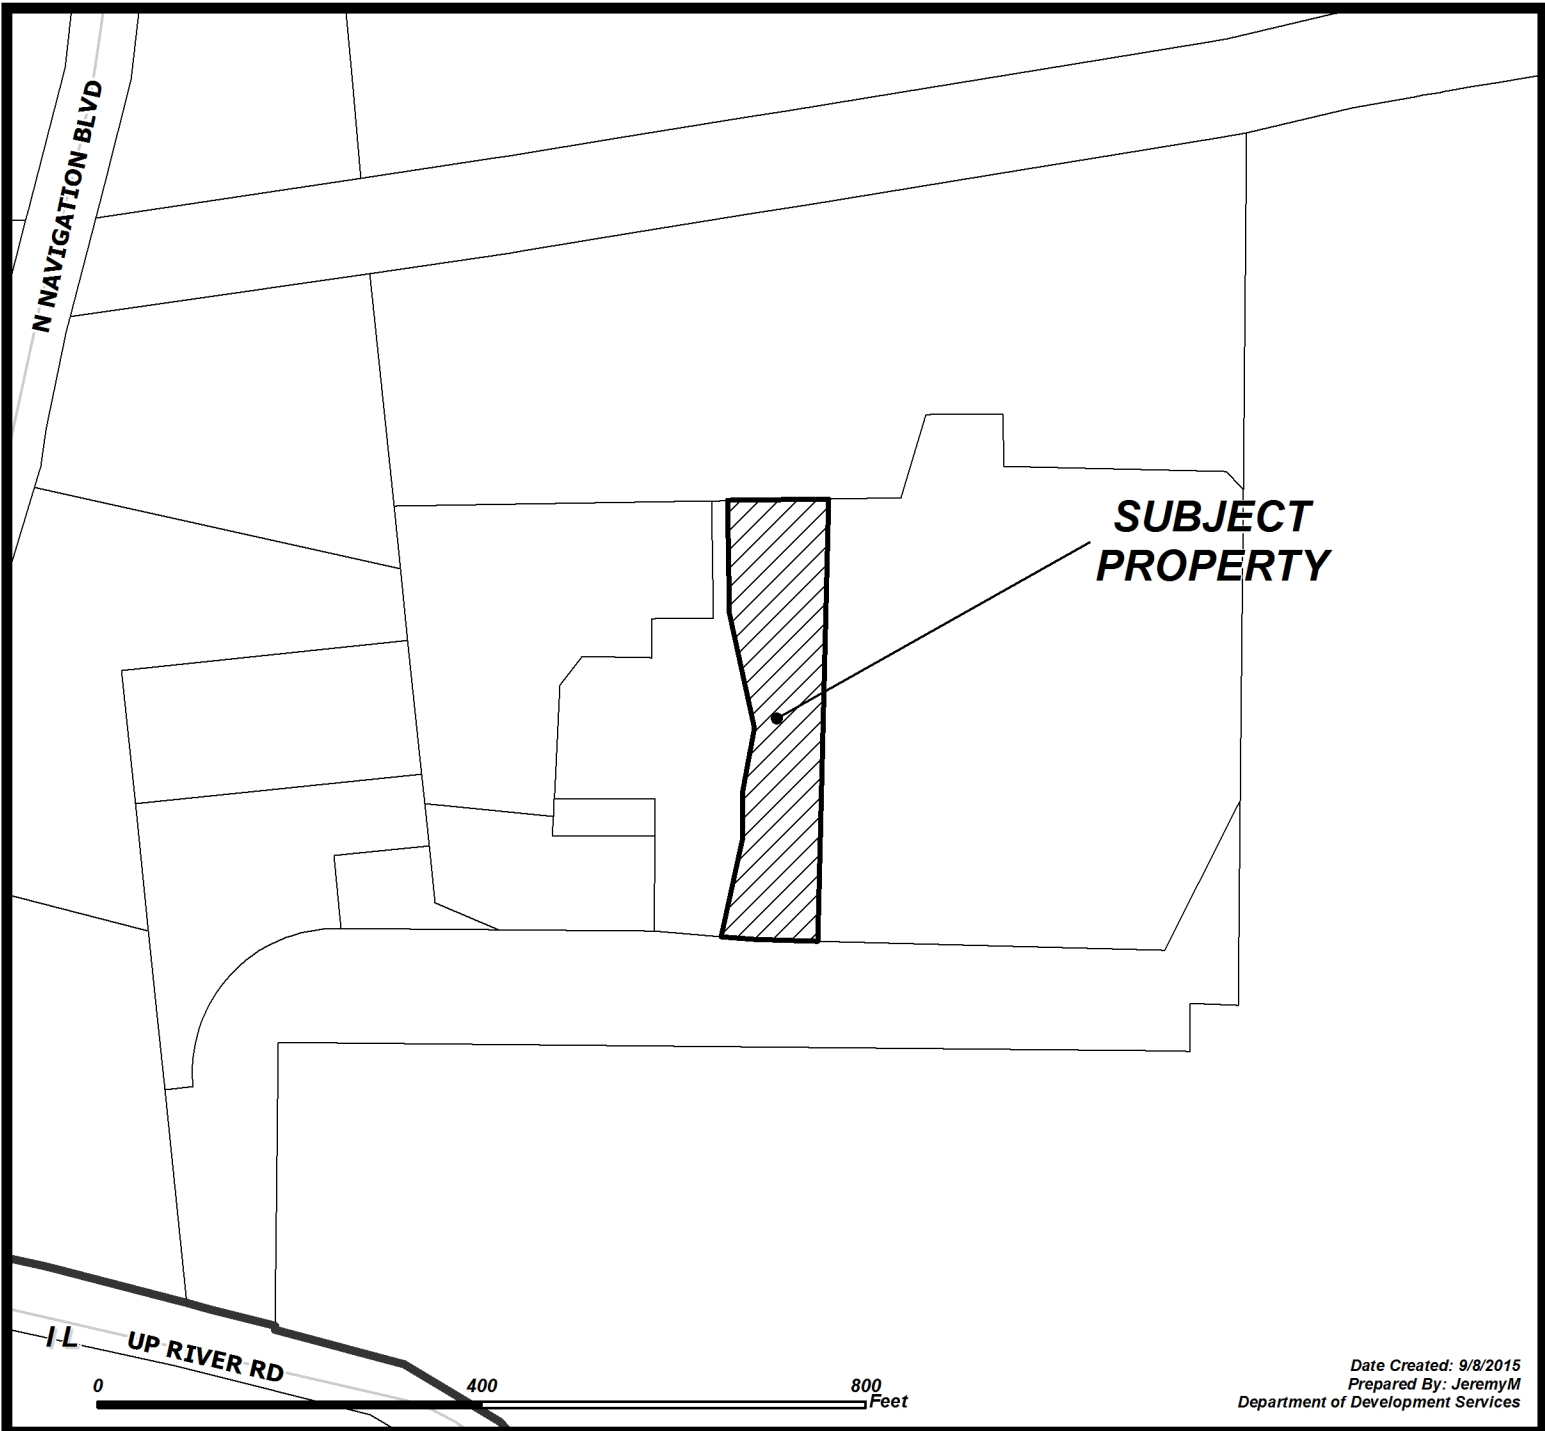 N NAVIGATION BLVD
SUBJECT
PROPERTY
IL
UP RIVER RD
0 400 800
Feet
Date Created: 9/8/2015
Prepared By: JeremyM
Department of Development Services